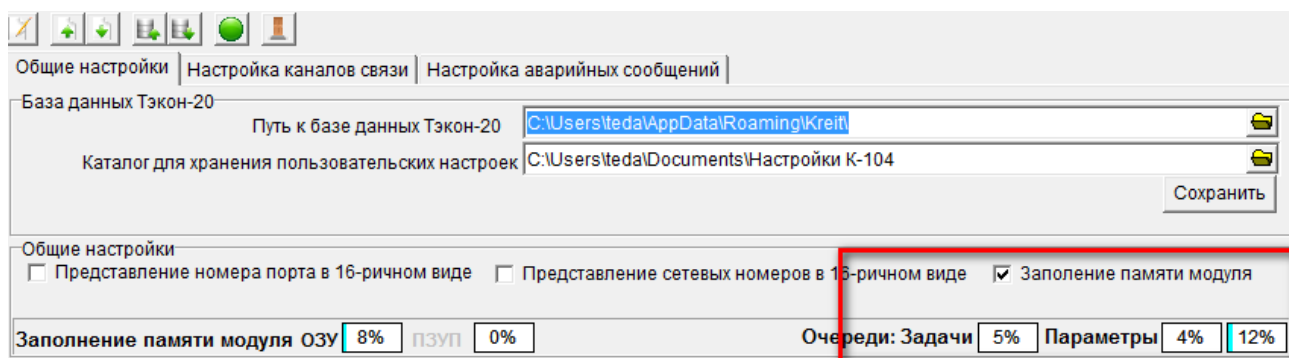 Общие настройки Настройка каналов связи Настройка аварийных сообщений
База данных Тэкон-20
Путь к базе данных Тэкон-20 C:\Users\teda\AppData\Roaming\Kreit\
Каталог для хранения пользовательских настроек C:\Users\teda\Documents\Настройки К-104
Сохранить
Общие настройки
Представление номера порта в 16-ричном виде Представление сетевых номеров в 16-ричном виде Заполение памяти модуля
Заполнение памяти модуля ОЗУ 8% ПЗУП 0% Очереди: Задачи 5% Параметры 4% 12%